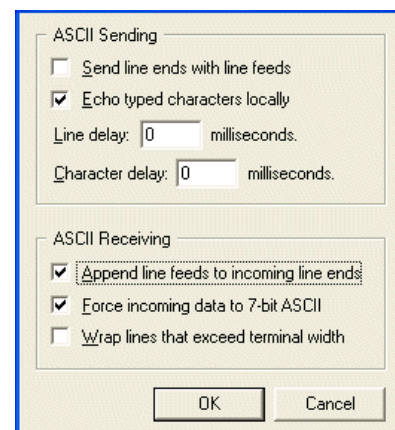 ASCII Sending
Send line ends with line feeds
Echo typed characters locally
Line delay: 0 milliseconds.
Character delay: 0 milliseconds.
ASCII Receiving
Append line feeds to incoming line ends
Force incoming data to 7-bit ASCII
Wrap lines that exceed terminal width
OK Cancel